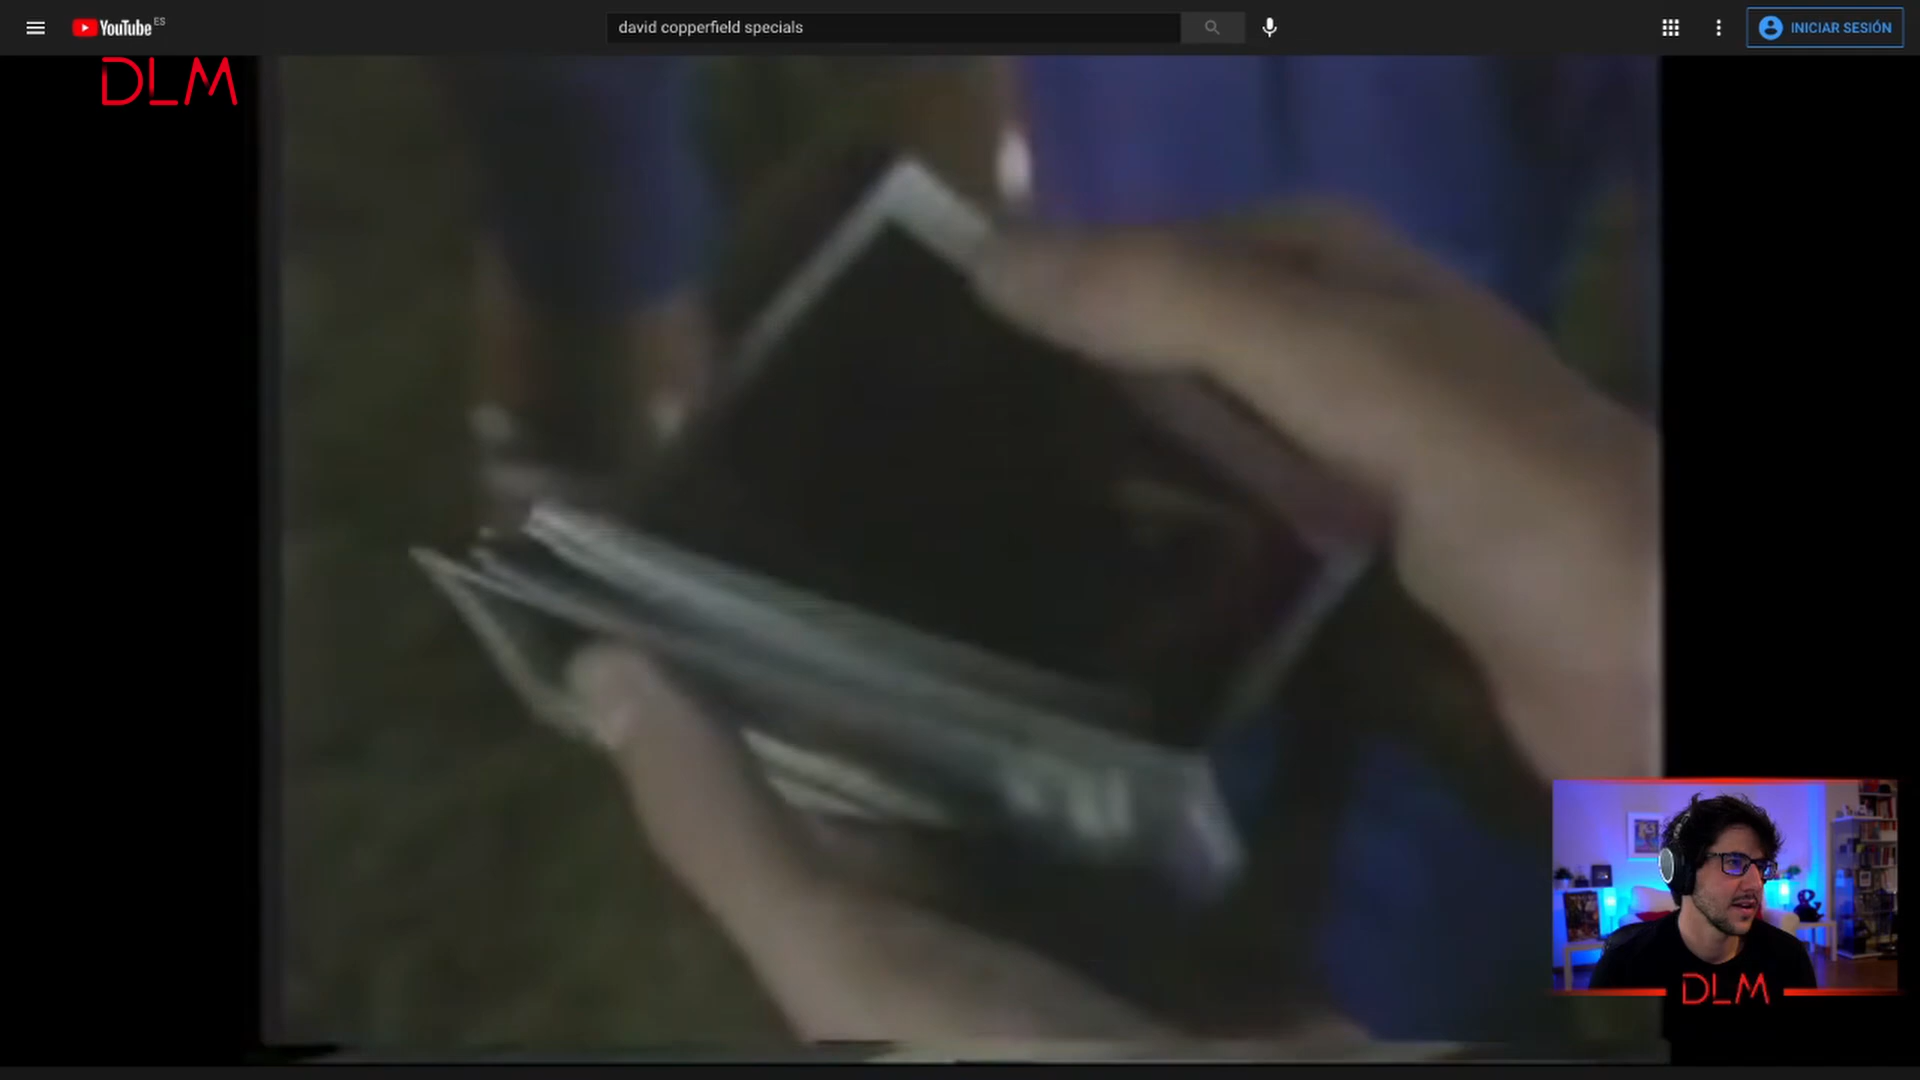 YouTube ES
david copperfield specials
INICIAR SESIÓN
DLM
DLM